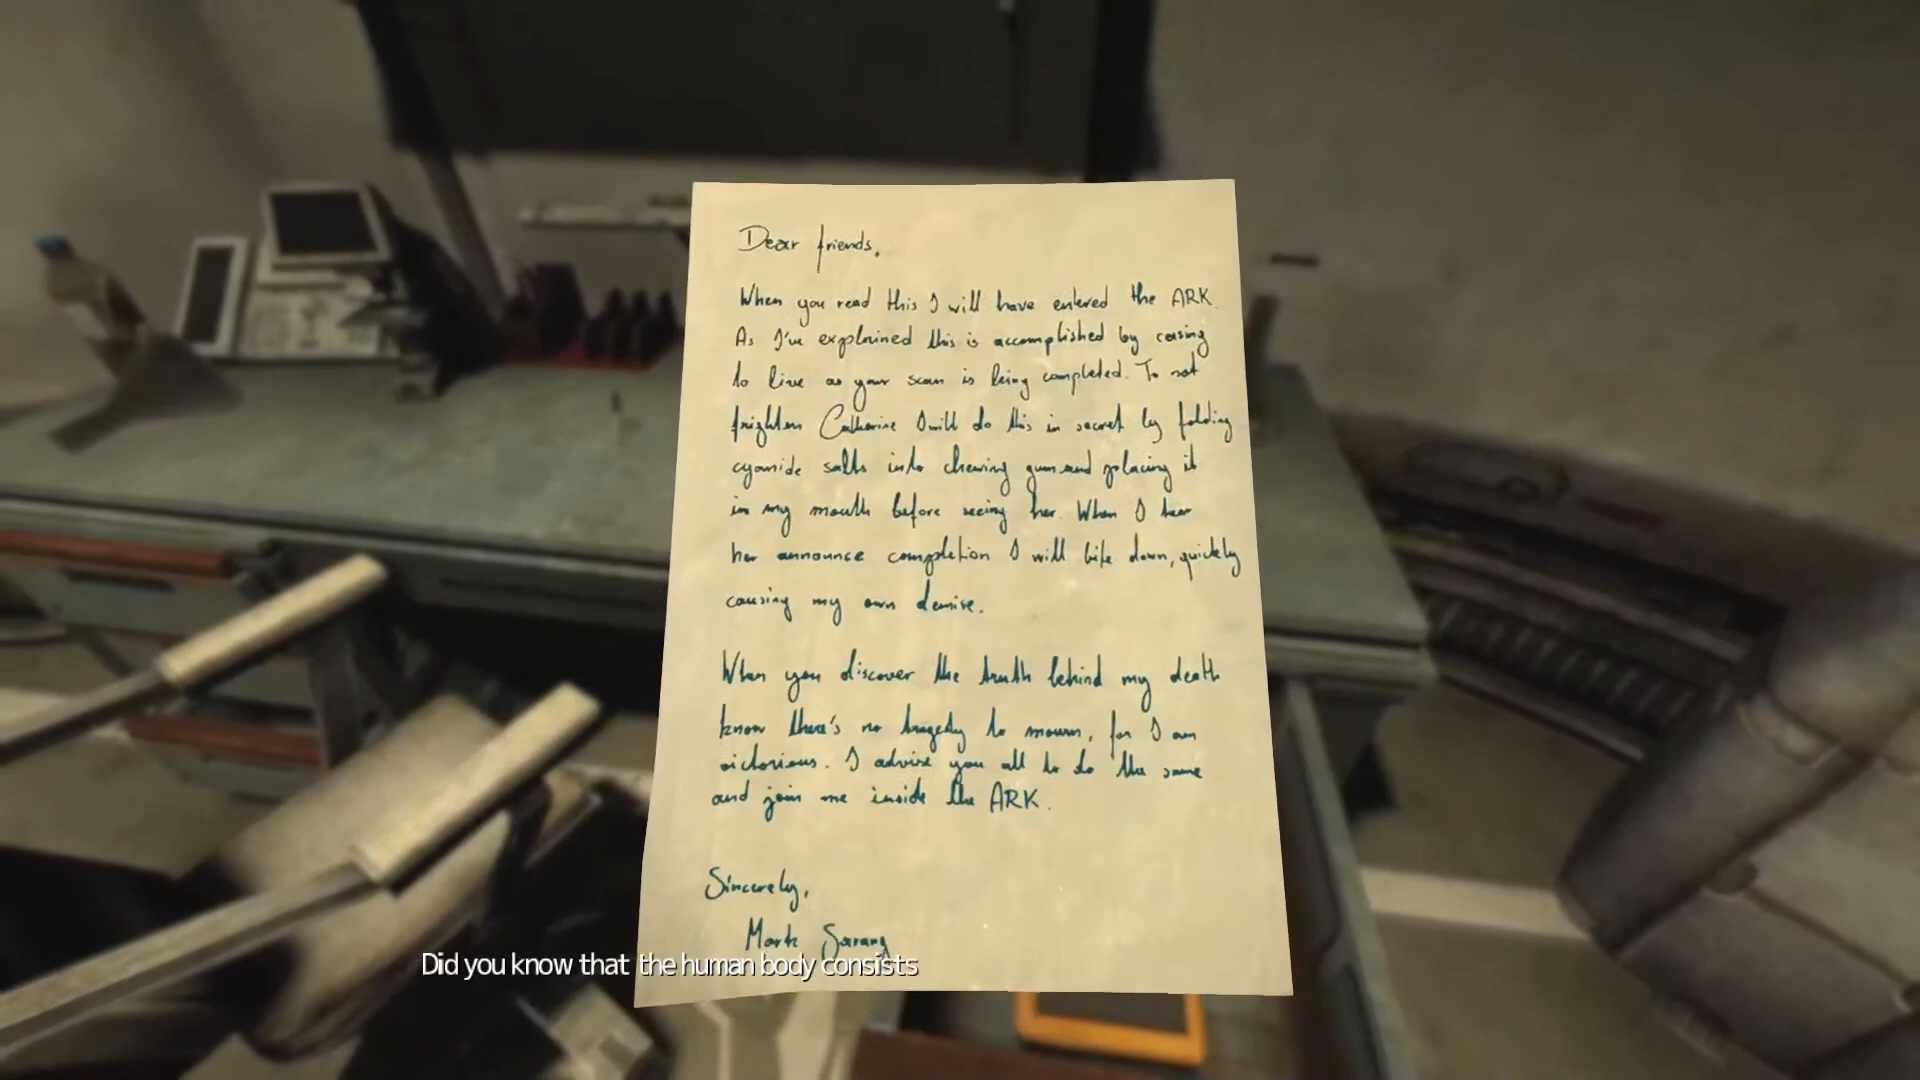 Dear friends.
When you read this I will have entered the ARK.
As I've explained this is accomplished by ceasing
to live as your scan is being completed. To not
frighten Catherine I will do this in secret by folding
cyanide salts into chewing gum and placing it
in my mouth before seeing her. When I hear
her announce completion I will bite down, quickly
causing my own demise.
When you discover the truth behind my death
know there's no tragedy to mourn, for I am
victorious. I advise you all to do the same
and join me inside the ARK.
Sincerely,
Mark Sarang
Did you know that the human body consists